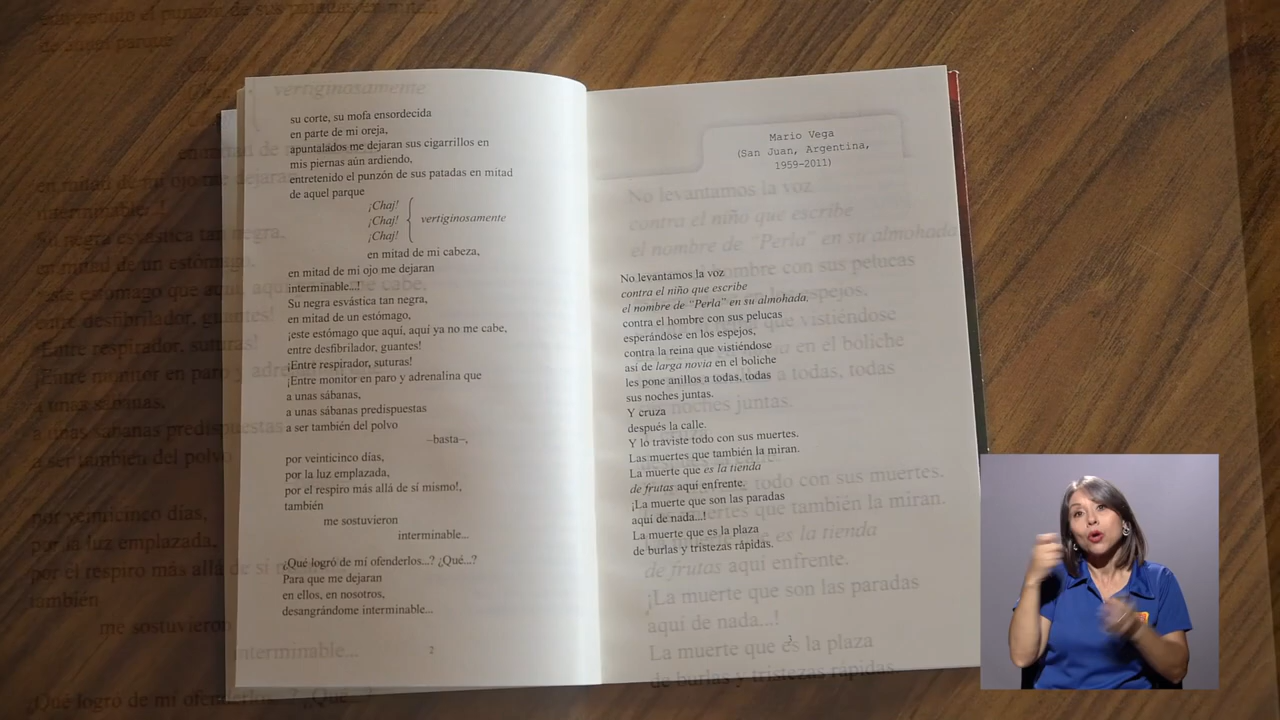 su corte, su mofa ensordecida
en parte de mi oreja,
apuntalados me dejaran sus cigarrillos en
mis piernas aún ardiendo,
entretenido el punzón de sus patadas en mitad
de aquel parque
¡Chaj!
¡Chaj!
¡Chaj!
vertiginosamente
en mitad de mi cabeza,
en mitad de mi ojo me dejaran
interminable..!
Su negra esvástica tan negra,
en mitad de un estómago,
¡este estómago que aquí, aquí ya no me cabe,
entre desfibrilador, guantes!
¡Entre respirador, suturas!
¡Entre monitor en paro y adrenalina que
a unas sábanas,
a unas sábanas predispuestas
a ser también del polvo
–basta–,
por veinticinco días,
por la luz emplazada,
por el respiro más allá de sí mismo!,
también
me sostuvieron
interminable...
¿Qué logró de mí ofenderlos...? ¿Qué...?
Para que me dejaran
en ellos, en nosotros,
desangrándome interminable...
2
Mario Vega
(San Juan, Argentina,
1959-2011)
No levantamos la voz
contra el niño que escribe
el nombre de “Perla” en su almohada,
contra el hombre con sus pelucas
esperándose en los espejos,
contra la reina que vistiéndose
así de larga novia en el boliche
les pone anillos a todas, todas
sus noches juntas.
Y cruza
después la calle.
Y lo traviste todo con sus muertes.
Las muertes que también la miran.
La muerte que es la tienda
de frutas aquí enfrente.
¡La muerte que son las paradas
aquí de nada...!
La muerte que es la plaza
de burlas y tristezas rápidas.
3